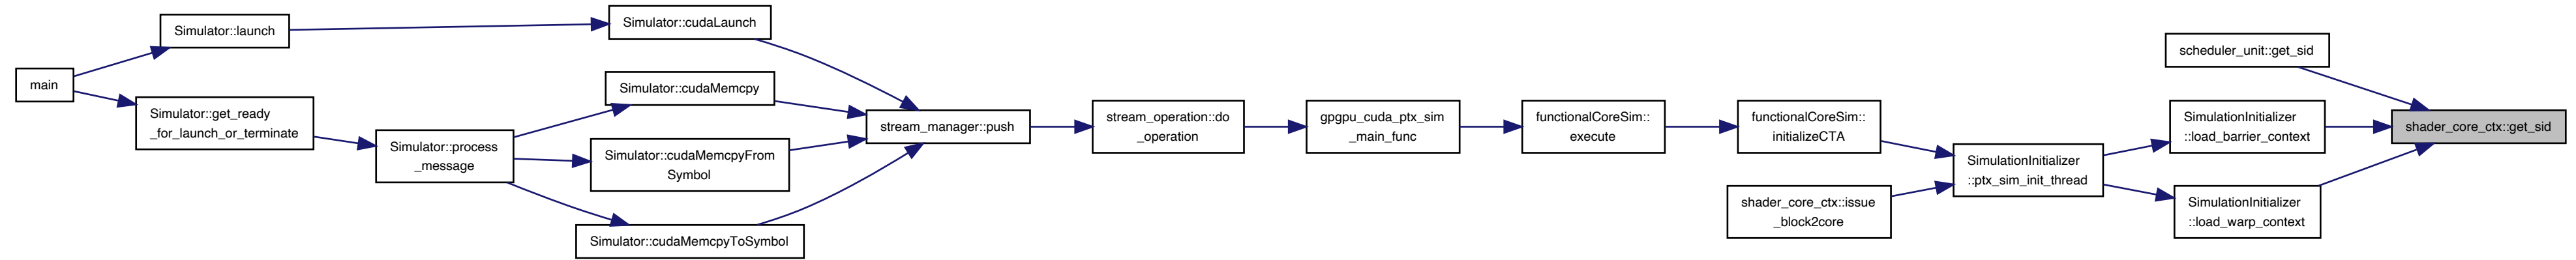 main
Simulator::launch
Simulator::get_ready
_for_launch_or_terminate
Simulator::process
_message
Simulator::cudaLaunch
Simulator::cudaMemcpy
Simulator::cudaMemcpyFrom
Symbol
Simulator::cudaMemcpyToSymbol
stream_manager::push
stream_operation::do
_operation
gpgpu_cuda_ptx_sim
_main_func
functionalCoreSim::
execute
functionalCoreSim::
initializeCTA
shader_core_ctx::issue
_block2core
SimulationInitializer
::ptx_sim_init_thread
scheduler_unit::get_sid
SimulationInitializer
::load_barrier_context
SimulationInitializer
::load_warp_context
shader_core_ctx::get_sid